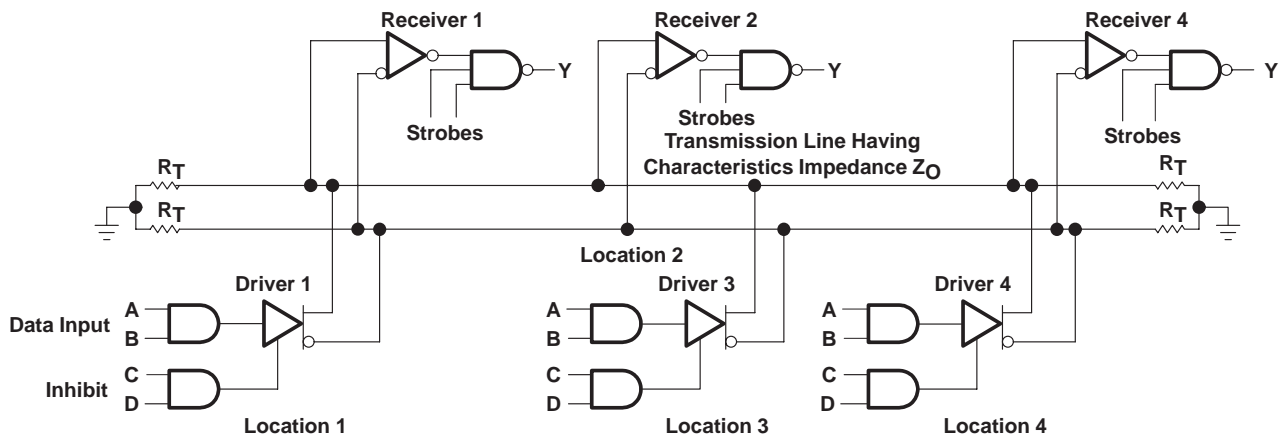 Receiver 1
Receiver 2
Receiver 4
Y
Y
Y
Strobes
Strobes
Strobes
Transmission Line Having
Characteristics Impedance ZO
RT
RT
RT
RT
Location 2
Driver 1
Driver 3
Driver 4
Data Input
A
B
A
B
A
B
Inhibit
C
D
C
D
C
D
Location 1
Location 3
Location 4